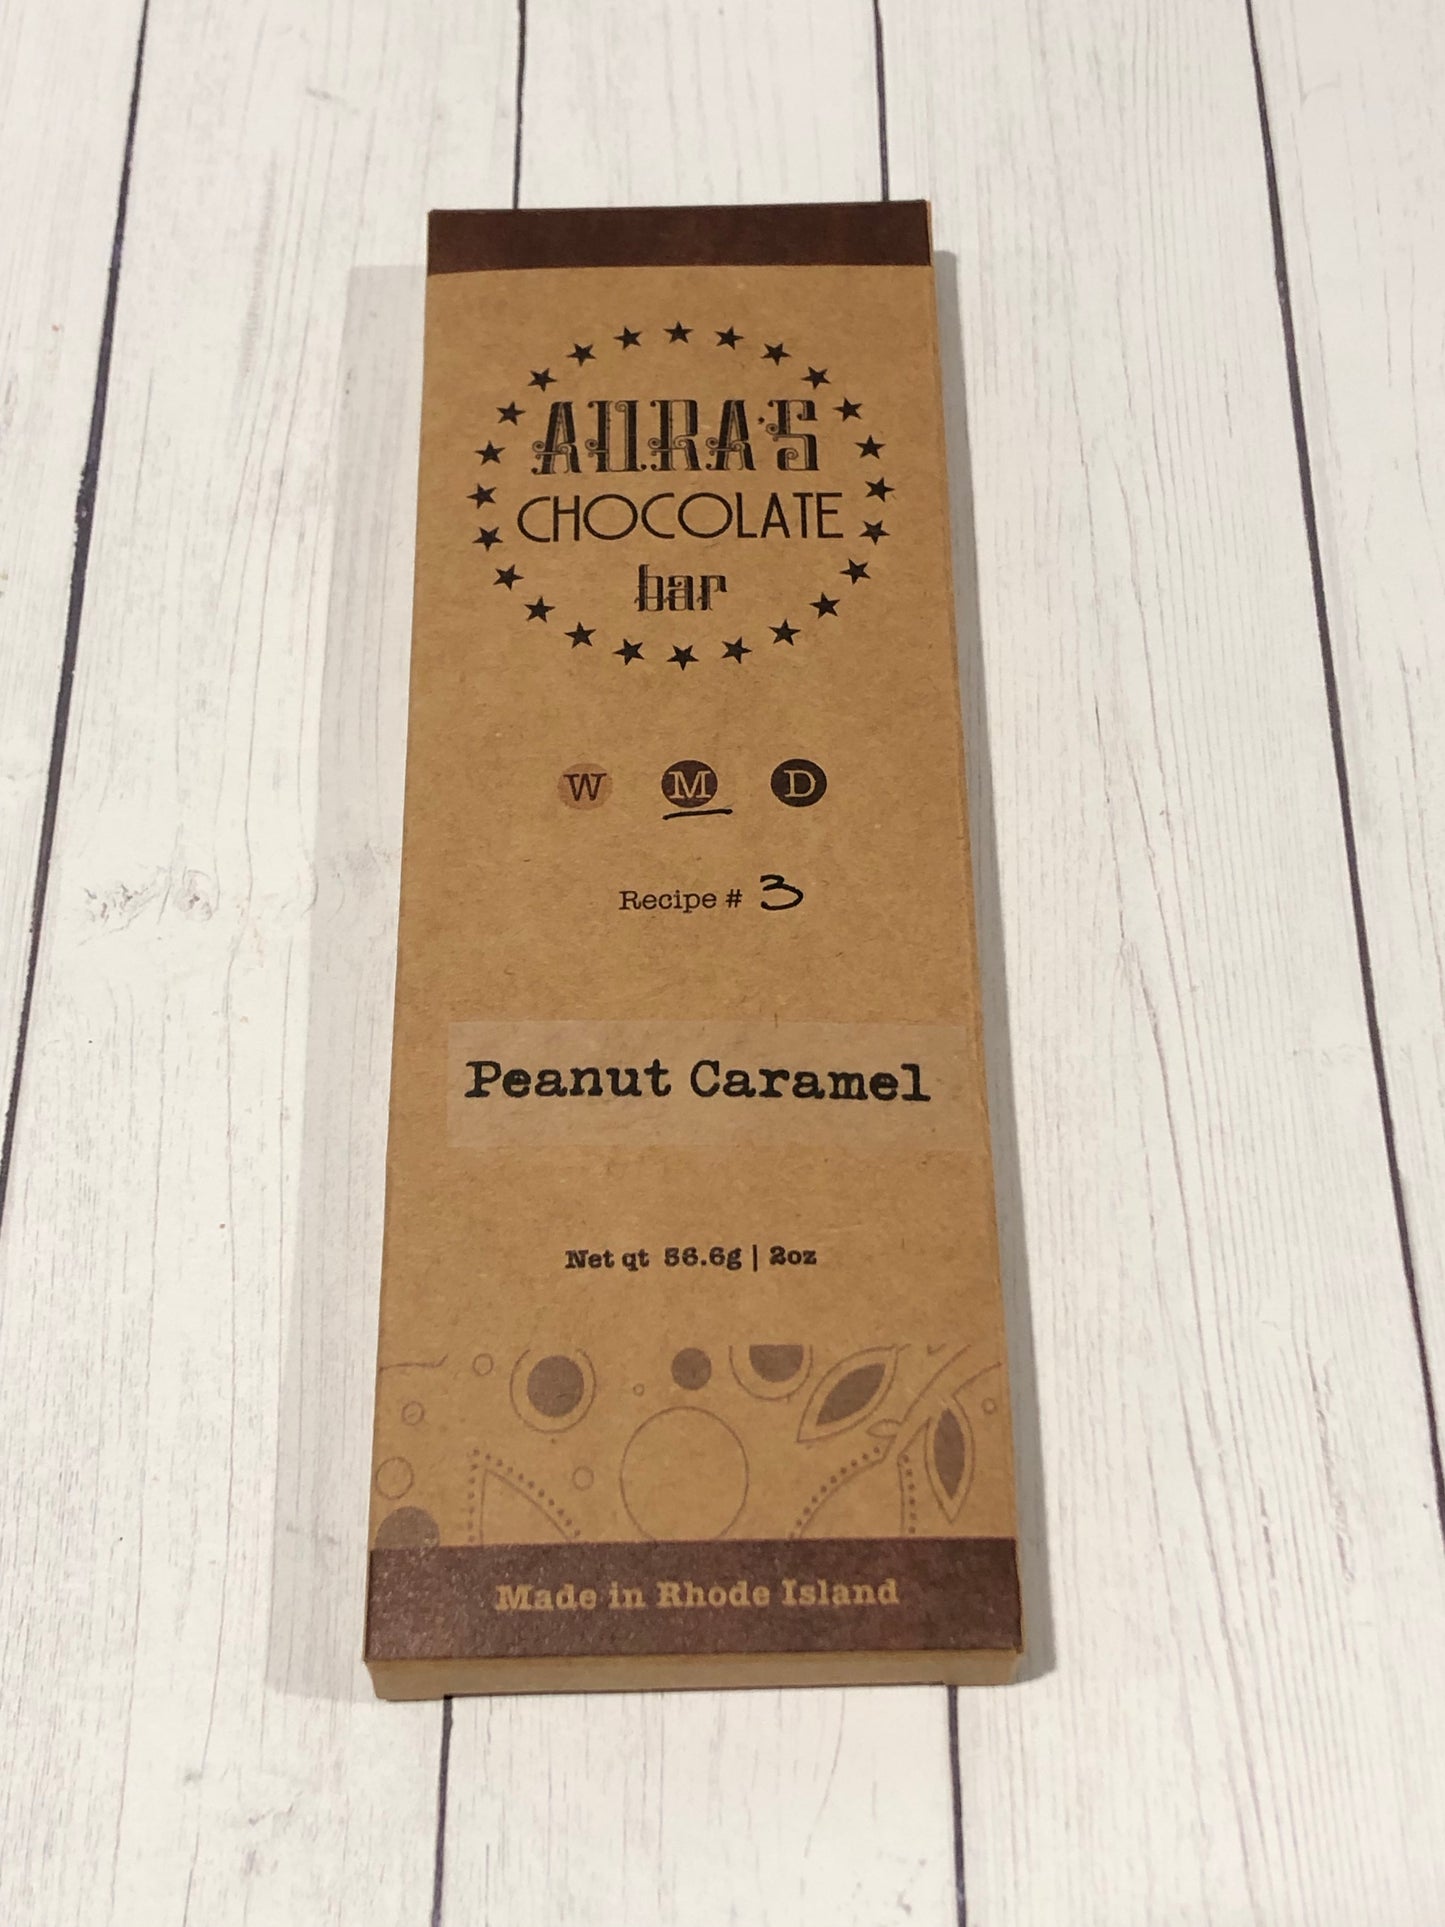 AURA'S
CHOCOLATE
bar
W M D
Recipe # 3
Peanut Caramel
Net qt 56.6g | 2oz
Made in Rhode Island